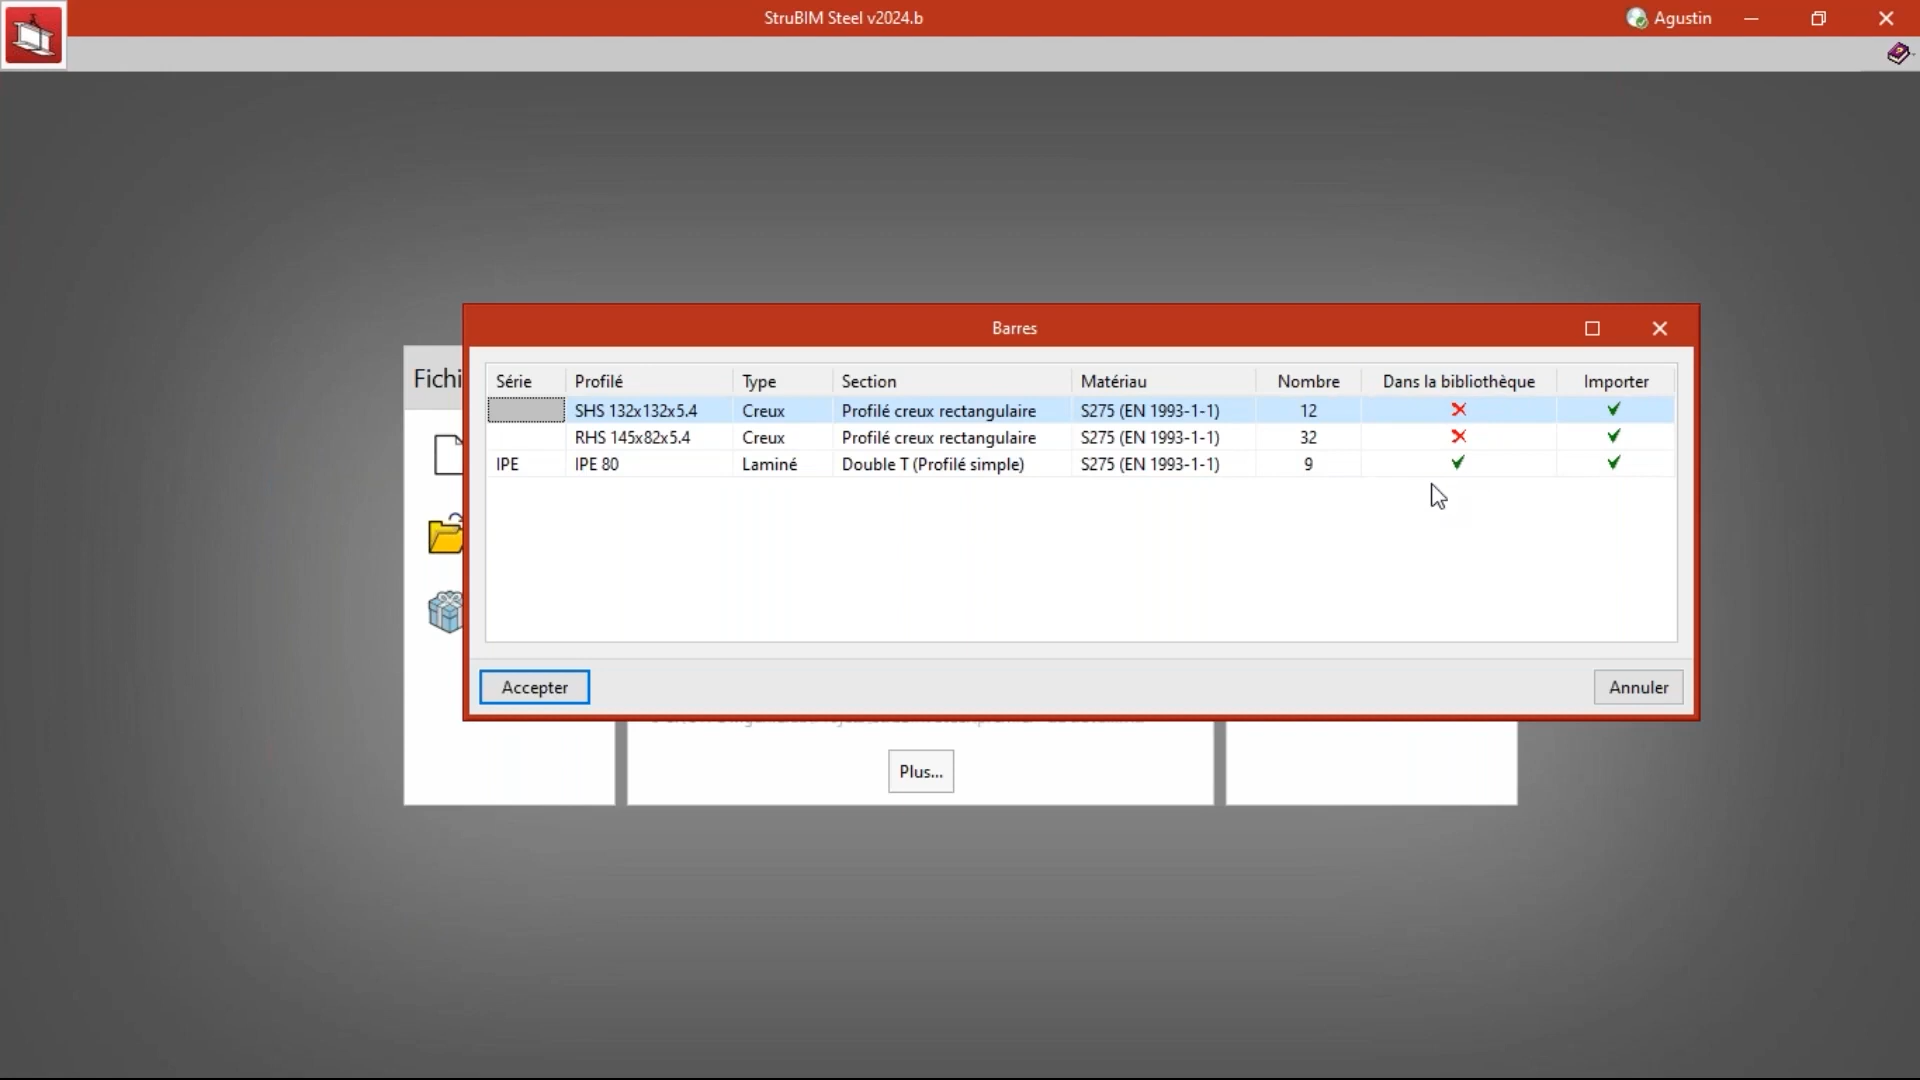 StruBIM Steel v2024.b
Agustin
Barres
Fichi
Série Profilé Type Section Matériau Nombre Dans la bibliothèque Importer
SHS 132x132x5.4 Creux Profilé creux rectangulaire S275 (EN 1993-1-1) 12
RHS 145x82x5.4 Creux Profilé creux rectangulaire S275 (EN 1993-1-1) 32
IPE IPE 80 Laminé Double T (Profilé simple) S275 (EN 1993-1-1) 9
Accepter
Annuler
Plus...